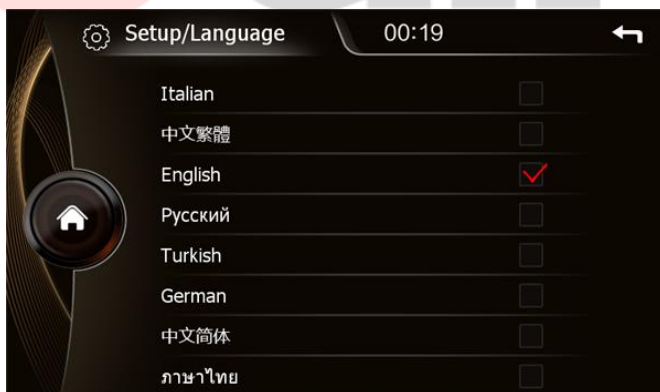 Setup/Language 00:19
Italian
中文繁體
English
Русский
Turkish
German
中文简体
ภาษาไทย